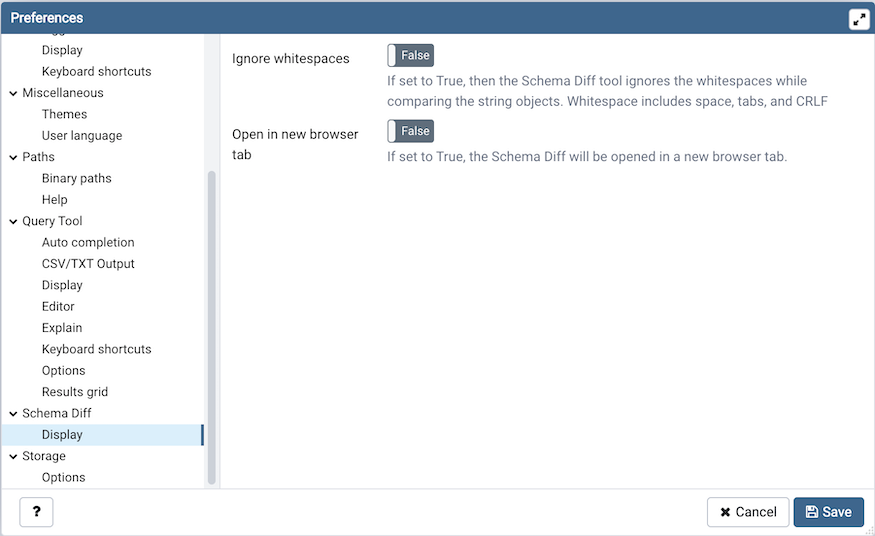 Preferences
Display
Keyboard shortcuts
Miscellaneous
Themes
User language
Paths
Binary paths
Help
Query Tool
Auto completion
CSV/TXT Output
Display
Editor
Explain
Keyboard shortcuts
Options
Results grid
Schema Diff
Display
Storage
Options
Ignore whitespaces
False
If set to True, then the Schema Diff tool ignores the whitespaces while
comparing the string objects. Whitespace includes space, tabs, and CRLF
Open in new browser
tab
False
If set to True, the Schema Diff will be opened in a new browser tab.
?
Cancel
Save